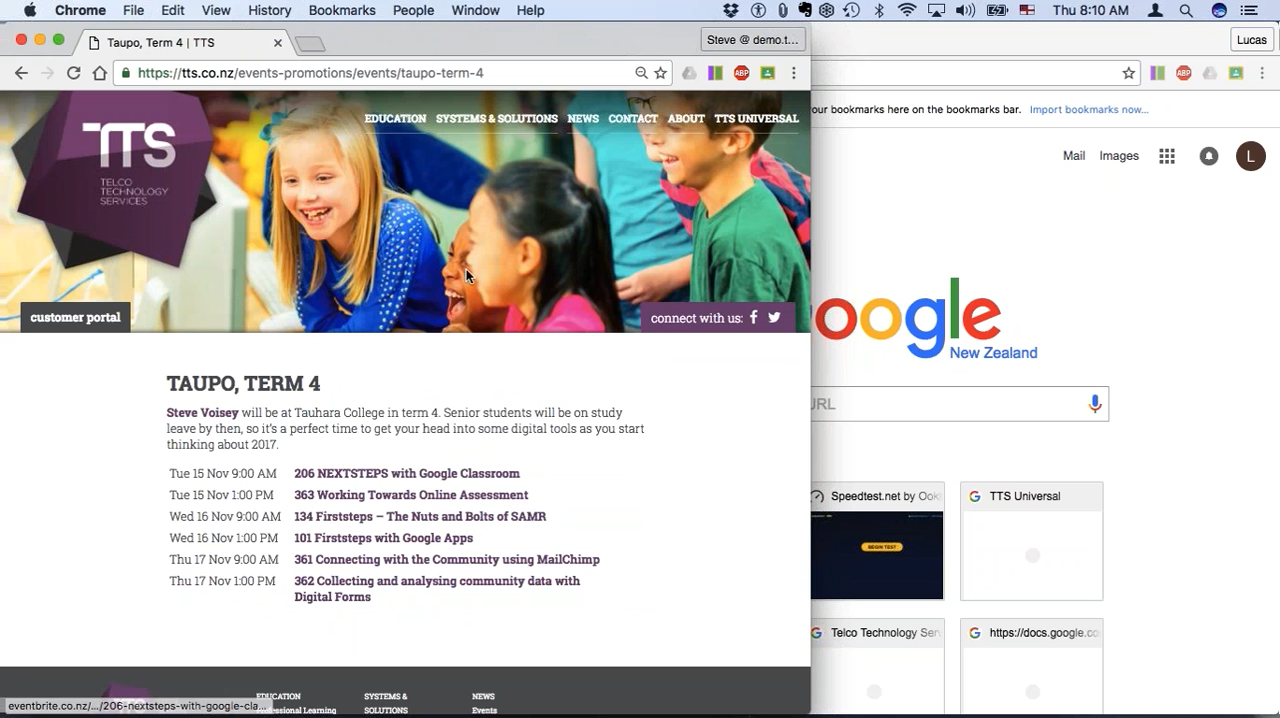 Chrome File Edit View History Bookmarks People Window Help Thu 8:10 AM
Taupo, Term 4 | TTS
Steve @ demo.t...
Lucas
https://tts.co.nz/events-promotions/events/taupo-term-4
ABP
ABP
your bookmarks here on the bookmarks bar. Import bookmarks now...
EDUCATION SYSTEMS & SOLUTIONS NEWS CONTACT ABOUT TTS UNIVERSAL
TTS
TELCO
TECHNOLOGY
SERVICES
Mail Images L
customer portal
connect with us:
oogle
New Zealand
URL
TAUPO, TERM 4
Steve Voisey will be at Tauhara College in term 4. Senior students will be on study
leave by then, so it's a perfect time to get your head into some digital tools as you start
thinking about 2017.
Tue 15 Nov 9:00 AM 206 NEXTSTEPS with Google Classroom
Tue 15 Nov 1:00 PM 363 Working Towards Online Assessment
Wed 16 Nov 9:00 AM 134 Firststeps – The Nuts and Bolts of SAMR
Wed 16 Nov 1:00 PM 101 Firststeps with Google Apps
Thu 17 Nov 9:00 AM 361 Connecting with the Community using MailChimp
Thu 17 Nov 1:00 PM 362 Collecting and analysing community data with
Digital Forms
Speedtest.net by Ook
TTS Universal
BEGIN TEST
Telco Technology Ser
https://docs.google.co
EDUCATION SYSTEMS & NEWS
Professional Learning SOLUTIONS Events
eventbrite.co.nz/.../206-nextsteps-with-google-cla...